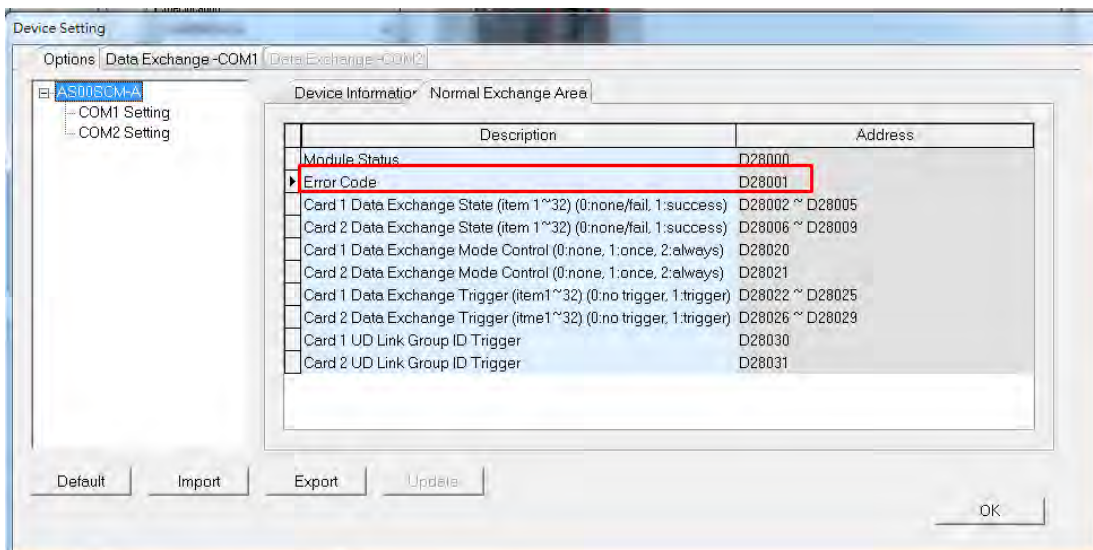 Device Setting
Options Data Exchange -COM1 Data Exchange -COM2
AS00SCM-A
COM1 Setting
COM2 Setting
Device Informatior Normal Exchange Area
Description Address
Module Status D28000
Error Code D28001
Card 1 Data Exchange State (item 1~32) (0:none/fail, 1:success) D28002 ~ D28005
Card 2 Data Exchange State (item 1~32) (0:none/fail, 1:success) D28006 ~ D28009
Card 1 Data Exchange Mode Control (0:none, 1:once, 2:always) D28020
Card 2 Data Exchange Mode Control (0:none, 1:once, 2:always) D28021
Card 1 Data Exchange Trigger (item1~32) (0:no trigger, 1:trigger) D28022 ~ D28025
Card 2 Data Exchange Trigger (itme1~32) (0:no trigger, 1:trigger) D28026 ~ D28029
Card 1 UD Link Group ID Trigger D28030
Card 2 UD Link Group ID Trigger D28031
Default Import Export Update
OK